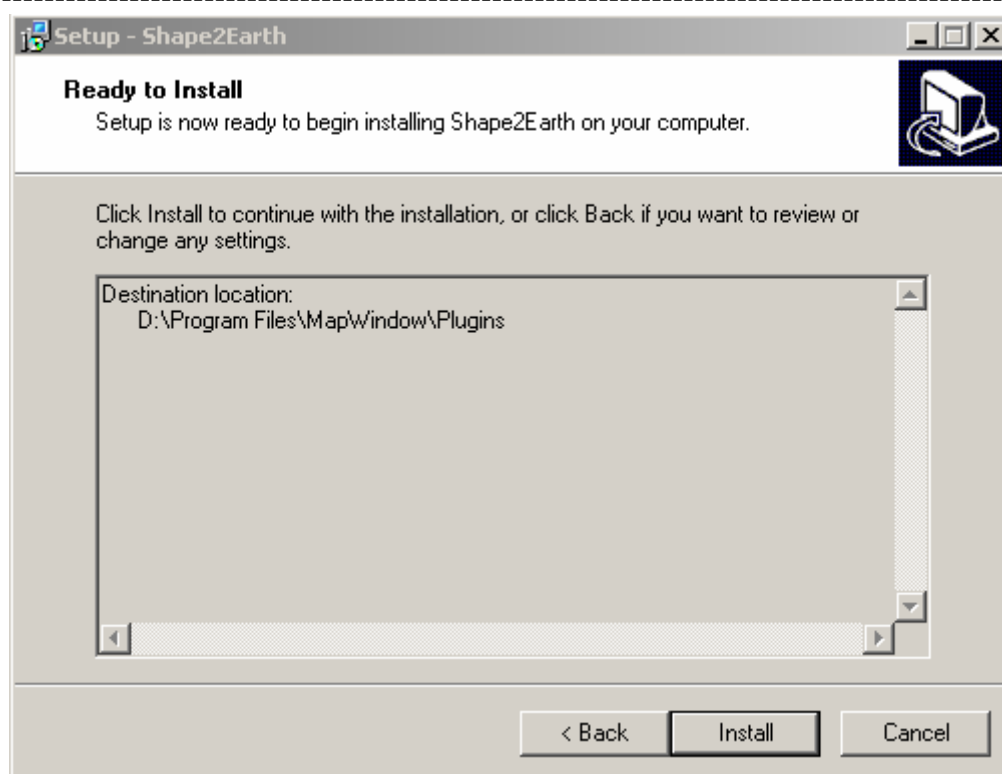 Setup - Shape2Earth
Ready to Install
Setup is now ready to begin installing Shape2Earth on your computer.
Click Install to continue with the installation, or click Back if you want to review or
change any settings.
Destination location:
D:\Program Files\MapWindow\Plugins
< Back
Install
Cancel